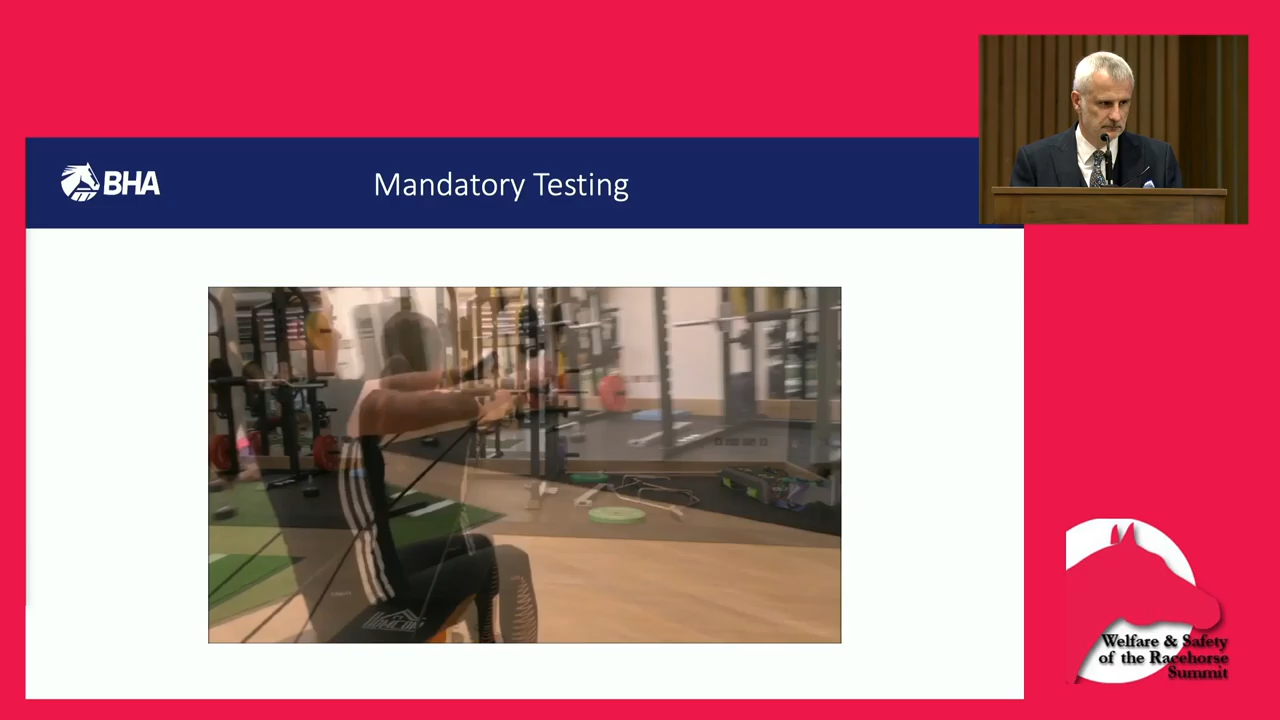 BHA
Mandatory Testing
Welfare & Safety
of the Racehorse
Summit